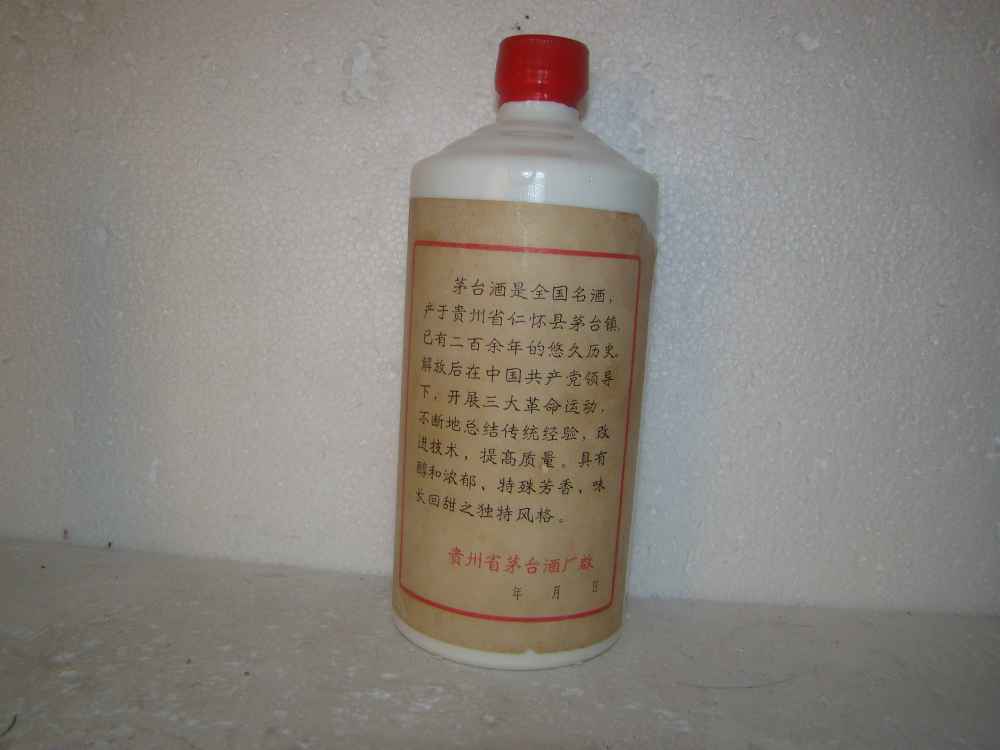 茅台酒是全国名酒，
产于贵州省仁怀县茅台镇，
已有二百余年的悠久历史。
解放后在中国共产党领导
下，开展三大革命运动，
不断地总结传统经验，改
进技术，提高质量。具有
醇和浓郁、特殊芳香，味
长回甜之独特风格。
贵州省茅台酒厂啟
年 月 日